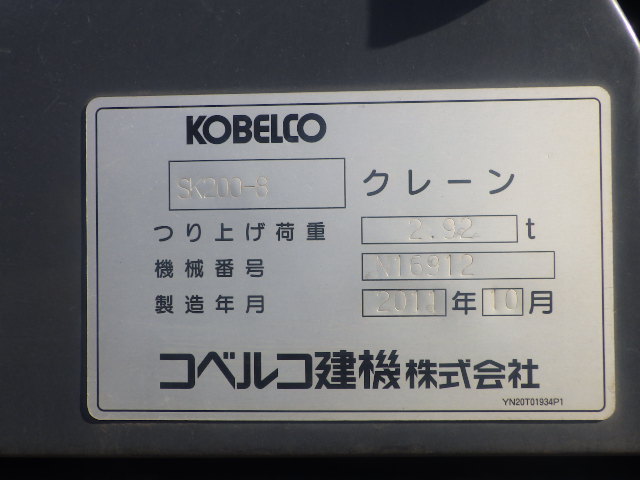 KOBELCO
SK200-8 クレーン
つり上げ荷重 2.92 t
機械番号 N16912
製造年月 2011 年 10 月
コベルコ建機株式会社
YN20T01934P1